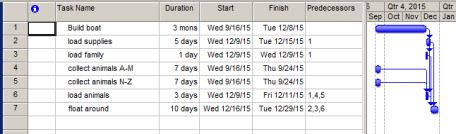 Task Name Duration Start Finish Predecessors 5 Qtr 4, 2015 Qtr
Sep Oct Nov Dec Jan
1 Build boat 3 mons Wed 9/16/15 Tue 12/8/15
2 load supplies 5 days Wed 12/9/15 Tue 12/15/15 1
3 load family 1 day Wed 12/9/15 Wed 12/9/15 1
4 collect animals A-M 7 days Wed 9/16/15 Thu 9/24/15
5 collect animals N-Z 7 days Wed 9/16/15 Thu 9/24/15
6 load animals 3 days Wed 12/9/15 Fri 12/11/15 1,4,5
7 float around 10 days Wed 12/16/15 Tue 12/29/15 2,3,6